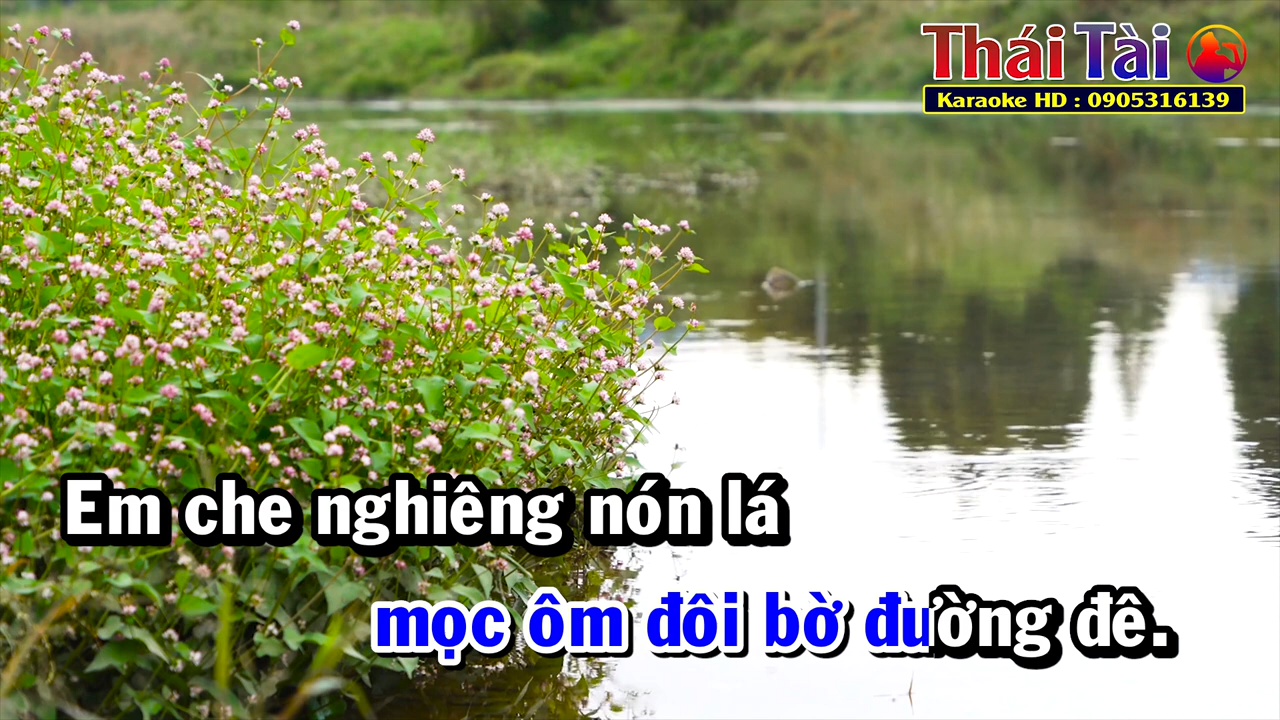 Thái Tài
Karaoke HD : 0905316139
Em che nghiêng nón lá
mọc ôm đôi bờ đường đê.